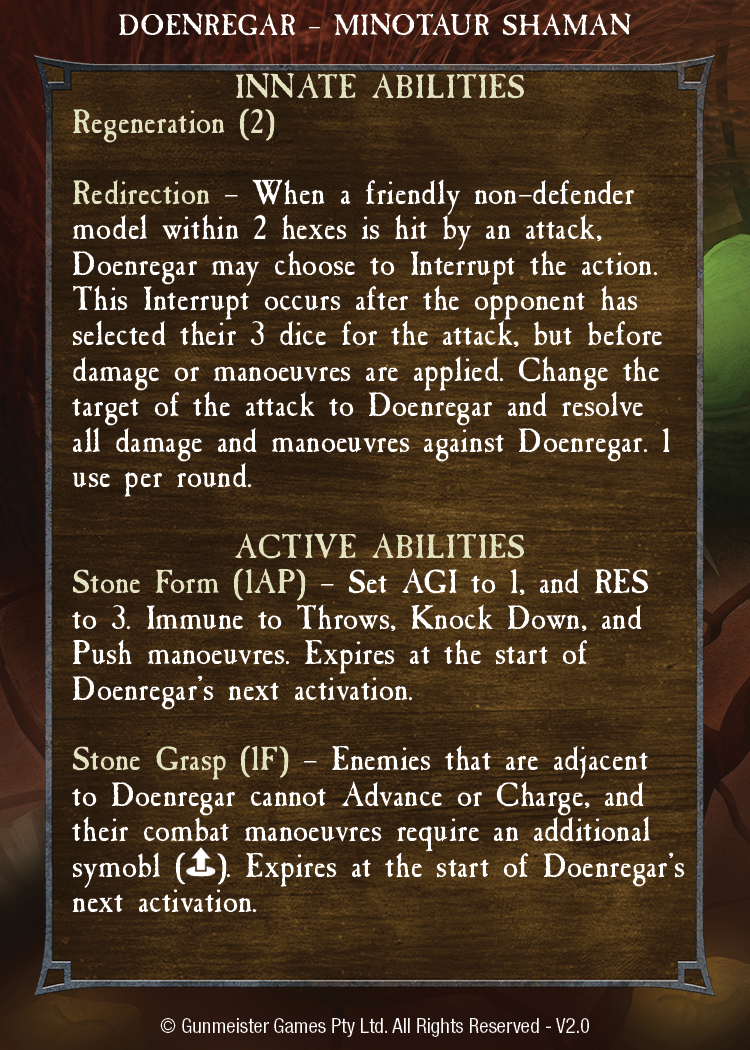 DOENREGAR – MINOTAUR SHAMAN
INNATE ABILITIES
Regeneration (2)
Redirection – When a friendly non-defender
model within 2 hexes is hit by an attack,
Doenregar may choose to Interrupt the action.
This Interrupt occurs after the opponent has
selected their 3 dice for the attack, but before
damage or manoeuvres are applied. Change the
target of the attack to Doenregar and resolve
all damage and manoeuvres against Doenregar. 1
use per round.
ACTIVE ABILITIES
Stone Form (1AP) – Set AGI to 1, and RES
to 3. Immune to Throws, Knock Down, and
Push manoeuvres. Expires at the start of
Doenregar's next activation.
Stone Grasp (1F) – Enemies that are adjacent
to Doenregar cannot Advance or Charge, and
their combat manoeuvres require an additional
symobl (). Expires at the start of Doenregar's
next activation.
© Gunmeister Games Pty Ltd. All Rights Reserved - V2.0